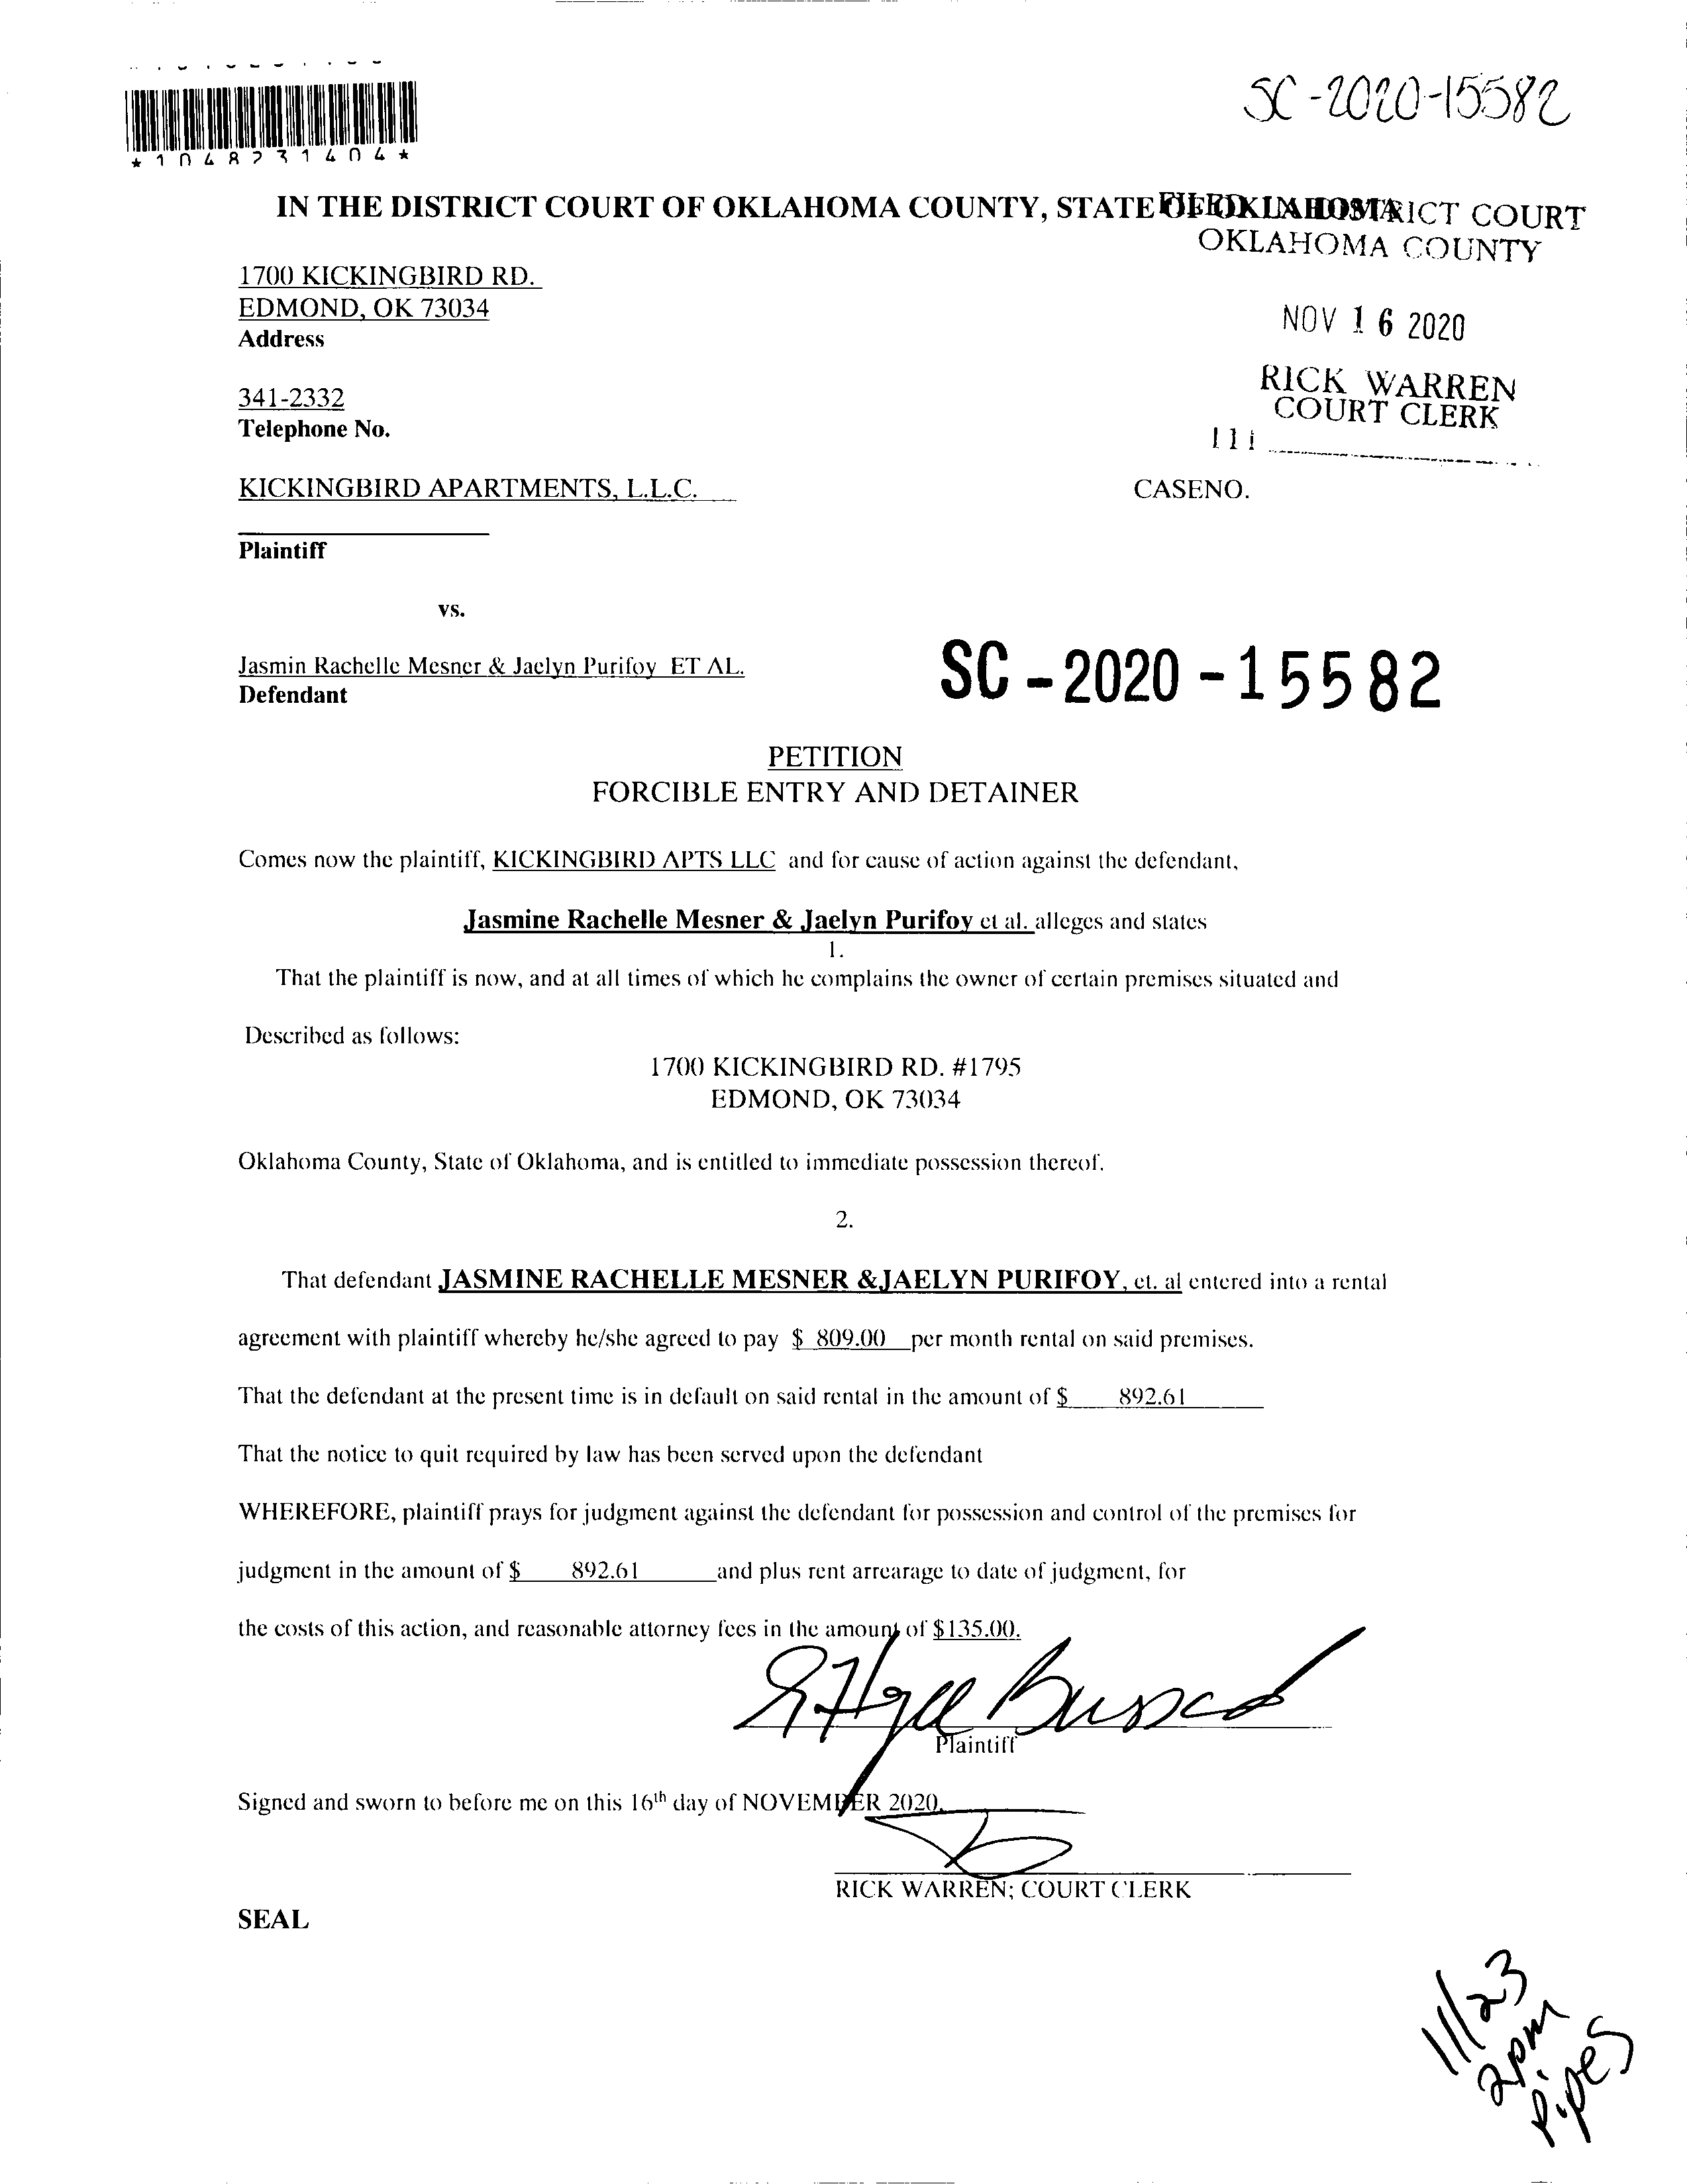 SC-2020-15582
*1048231404*
IN THE DISTRICT COURT OF OKLAHOMA COUNTY, STATE OF OKLAHOMA
FILED IN DISTRICT COURT
OKLAHOMA COUNTY
1700 KICKINGBIRD RD.
EDMOND, OK 73034
Address
NOV 16 2020
RICK WARREN
COURT CLERK
111
341-2332
Telephone No.
KICKINGBIRD APARTMENTS, L.L.C.
CASENO.
Plaintiff
vs.
Jasmin Rachelle Mesner & Jaelyn Purifoy ET AL.
Defendant
SC-2020-15582
PETITION
FORCIBLE ENTRY AND DETAINER
Comes now the plaintiff, KICKINGBIRD APTS LLC and for cause of action against the defendant,
Jasmine Rachelle Mesner & Jaelyn Purifoy et al. alleges and states
1.
That the plaintiff is now, and at all times of which he complains the owner of certain premises situated and
Described as follows:
1700 KICKINGBIRD RD. #1795
EDMOND, OK 73034
Oklahoma County, State of Oklahoma, and is entitled to immediate possession thereof.
2.
That defendant JASMINE RACHELLE MESNER &JAELYN PURIFOY, et. al entered into a rental
agreement with plaintiff whereby he/she agreed to pay $ 809.00 per month rental on said premises.
That the defendant at the present time is in default on said rental in the amount of $ 892.61
That the notice to quit required by law has been served upon the defendant
WHEREFORE, plaintiff prays for judgment against the defendant for possession and control of the premises for
judgment in the amount of $ 892.61 and plus rent arrearage to date of judgment, for
the costs of this action, and reasonable attorney fees in the amount of $135.00.
Plaintiff
Signed and sworn to before me on this 16th day of NOVEMBER 2020.
RICK WARREN; COURT CLERK
SEAL
11/23
2pm
Pipes